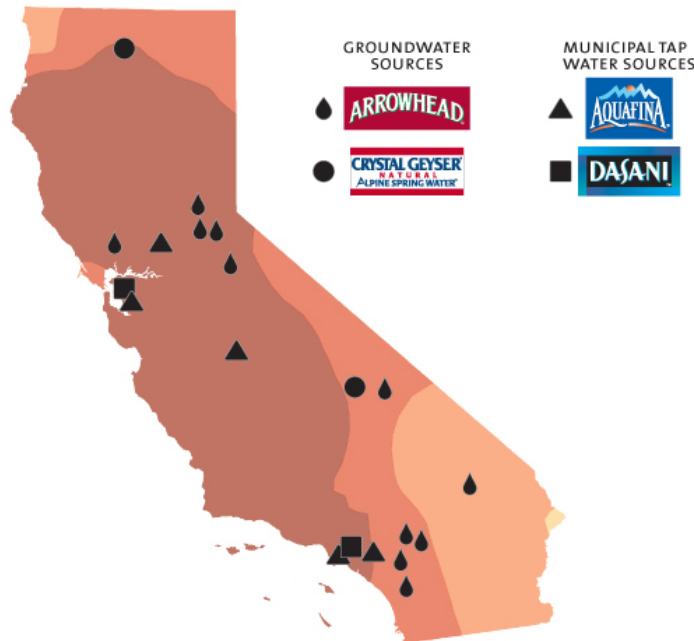 GROUNDWATER
SOURCES
ARROWHEAD
CRYSTAL GEYSER
NATURAL
ALPINE SPRING WATER
MUNICIPAL TAP
WATER SOURCES
AQUAFINA
DASANI